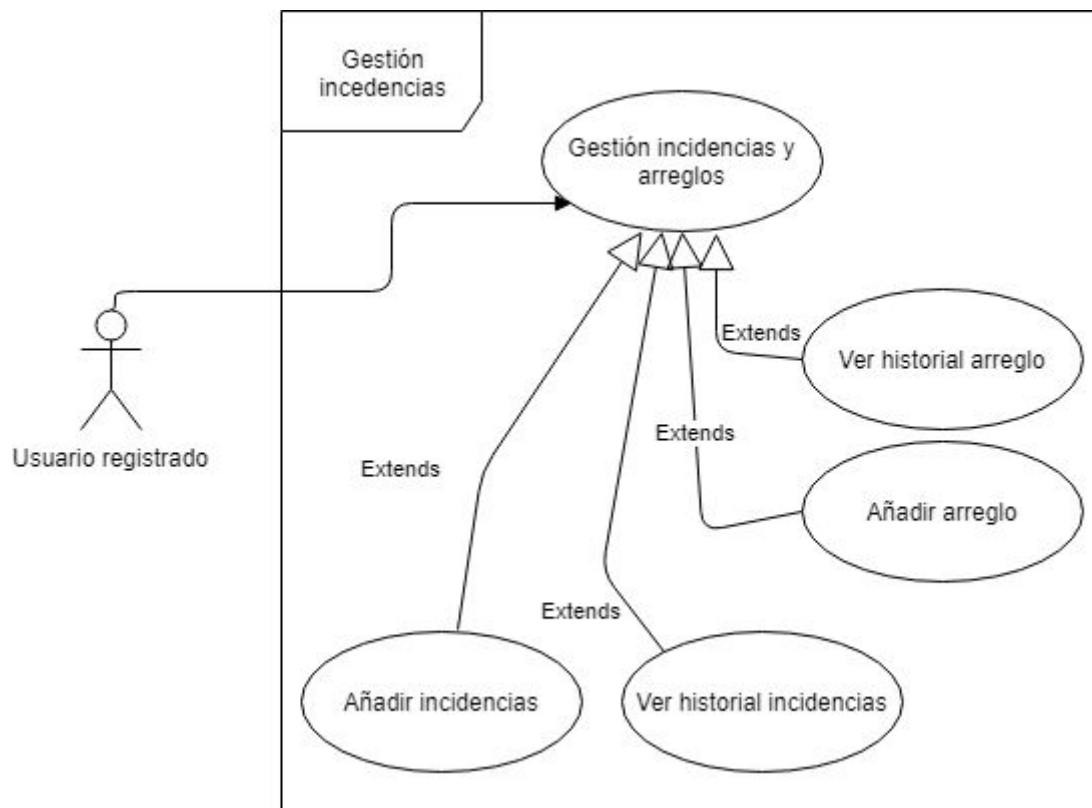 Gestión
incedencias
Gestión incidencias y
arreglos
Extends
Ver historial arreglo
Usuario registrado
Extends
Extends
Añadir arreglo
Extends
Añadir incidencias
Ver historial incidencias